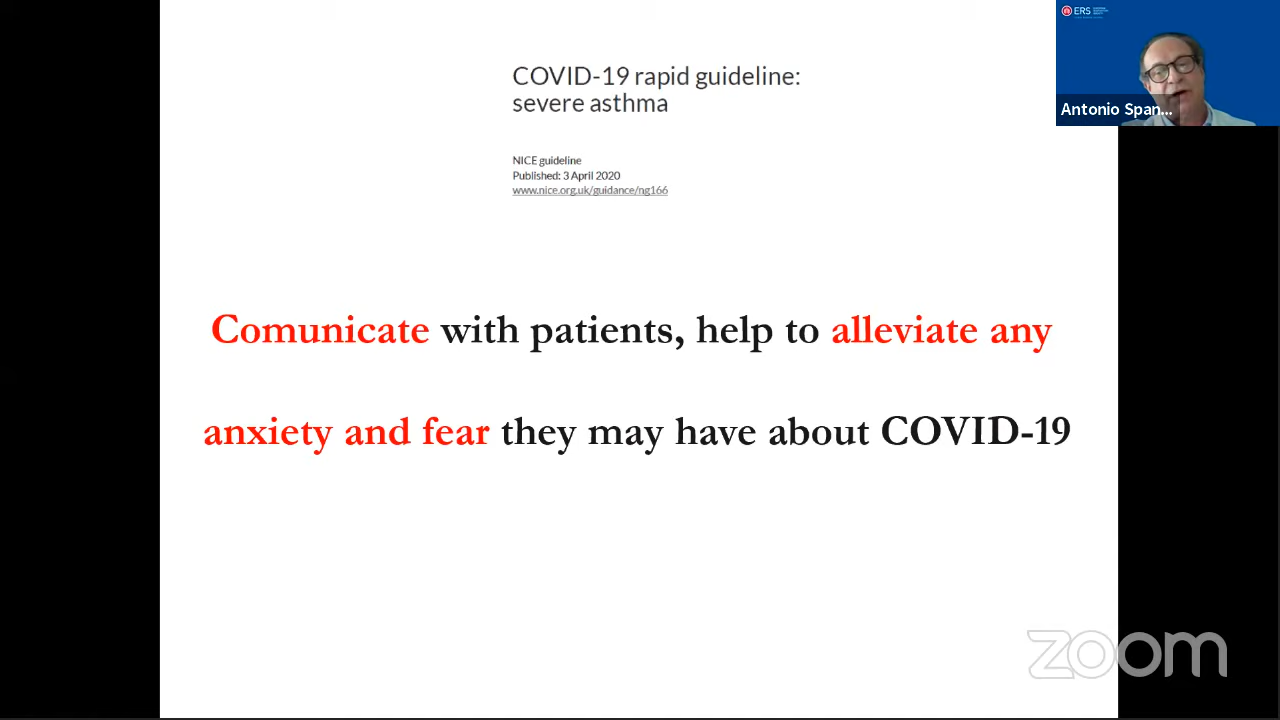 COVID-19 rapid guideline:
severe asthma
NICE guideline
Published: 3 April 2020
www.nice.org.uk/guidance/ng166
Comunicate with patients, help to alleviate any
anxiety and fear they may have about COVID-19
ERS
Antonio Span...
zoom